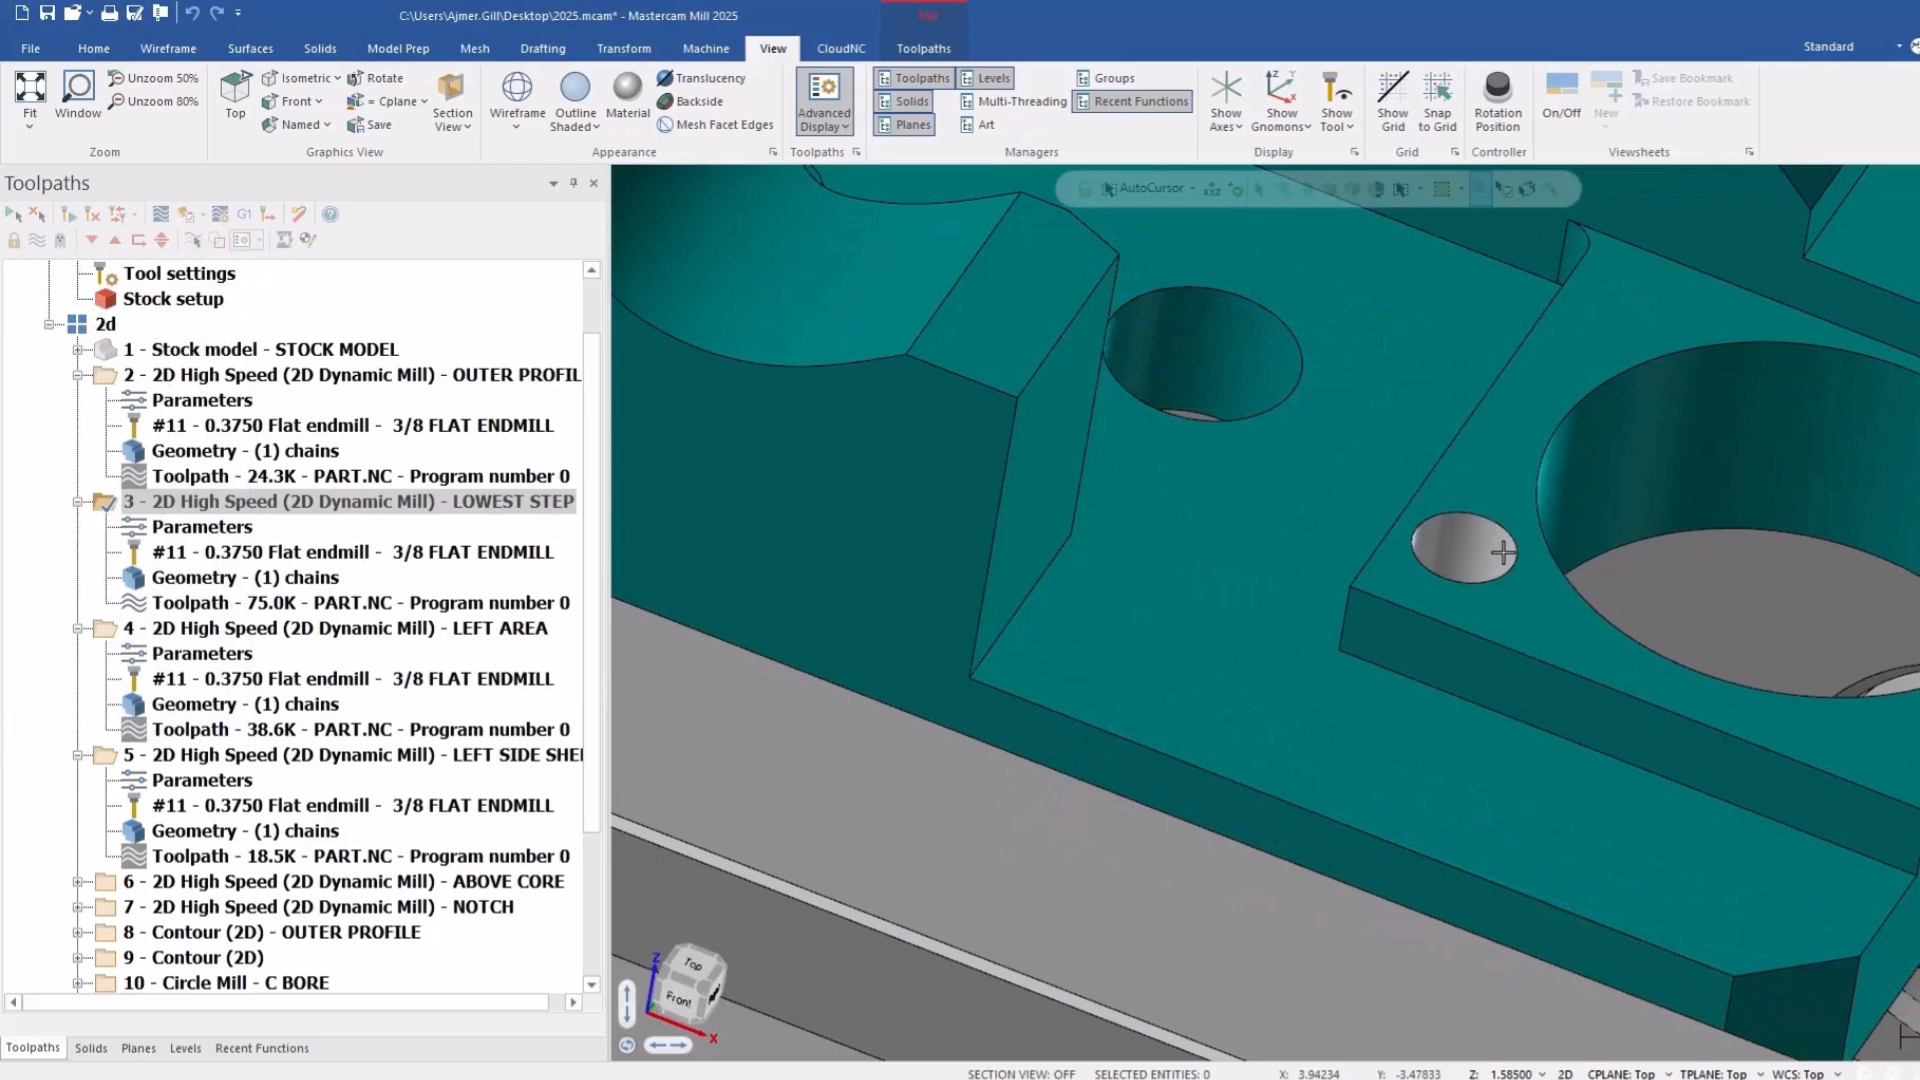 C:\Users\Ajmer.Gill\Desktop\2025.mcam* - Mastercam Mill 2025
Mill
File Home Wireframe Surfaces Solids Model Prep Mesh Drafting Transform Machine View CloudNC Toolpaths Standard
Fit
Window
Unzoom 50%
Unzoom 80%
Zoom
Top
Isometric
Front
Named
Rotate
= Cplane
Save
Section View
Graphics View
Wireframe
Outline Shaded
Material
Translucency
Backside
Mesh Facet Edges
Appearance
Advanced Display
Toolpaths
Toolpaths
Solids
Planes
Levels
Multi-Threading
Art
Groups
Recent Functions
Managers
Show Axes
Show Gnomons
Show Tool
Display
Show Grid
Snap to Grid
Grid
Rotation Position
Controller
On/Off
New
Save Bookmark
Restore Bookmark
Viewsheets
Toolpaths
G1
AutoCursor
Tool settings
Stock setup
2d
1 - Stock model - STOCK MODEL
2 - 2D High Speed (2D Dynamic Mill) - OUTER PROFIL
Parameters
#11 - 0.3750 Flat endmill - 3/8 FLAT ENDMILL
Geometry - (1) chains
Toolpath - 24.3K - PART.NC - Program number 0
3 - 2D High Speed (2D Dynamic Mill) - LOWEST STEP
Parameters
#11 - 0.3750 Flat endmill - 3/8 FLAT ENDMILL
Geometry - (1) chains
Toolpath - 75.0K - PART.NC - Program number 0
4 - 2D High Speed (2D Dynamic Mill) - LEFT AREA
Parameters
#11 - 0.3750 Flat endmill - 3/8 FLAT ENDMILL
Geometry - (1) chains
Toolpath - 38.6K - PART.NC - Program number 0
5 - 2D High Speed (2D Dynamic Mill) - LEFT SIDE SHE
Parameters
#11 - 0.3750 Flat endmill - 3/8 FLAT ENDMILL
Geometry - (1) chains
Toolpath - 18.5K - PART.NC - Program number 0
6 - 2D High Speed (2D Dynamic Mill) - ABOVE CORE
7 - 2D High Speed (2D Dynamic Mill) - NOTCH
8 - Contour (2D) - OUTER PROFILE
9 - Contour (2D)
10 - Circle Mill - C BORE
Z
Top
Front
X
Toolpaths Solids Planes Levels Recent Functions
SECTION VIEW: OFF SELECTED ENTITIES: 0 X: 3.94234 Y: -3.47833 Z: 1.58500 2D CPLANE: Top TPLANE: Top WCS: Top